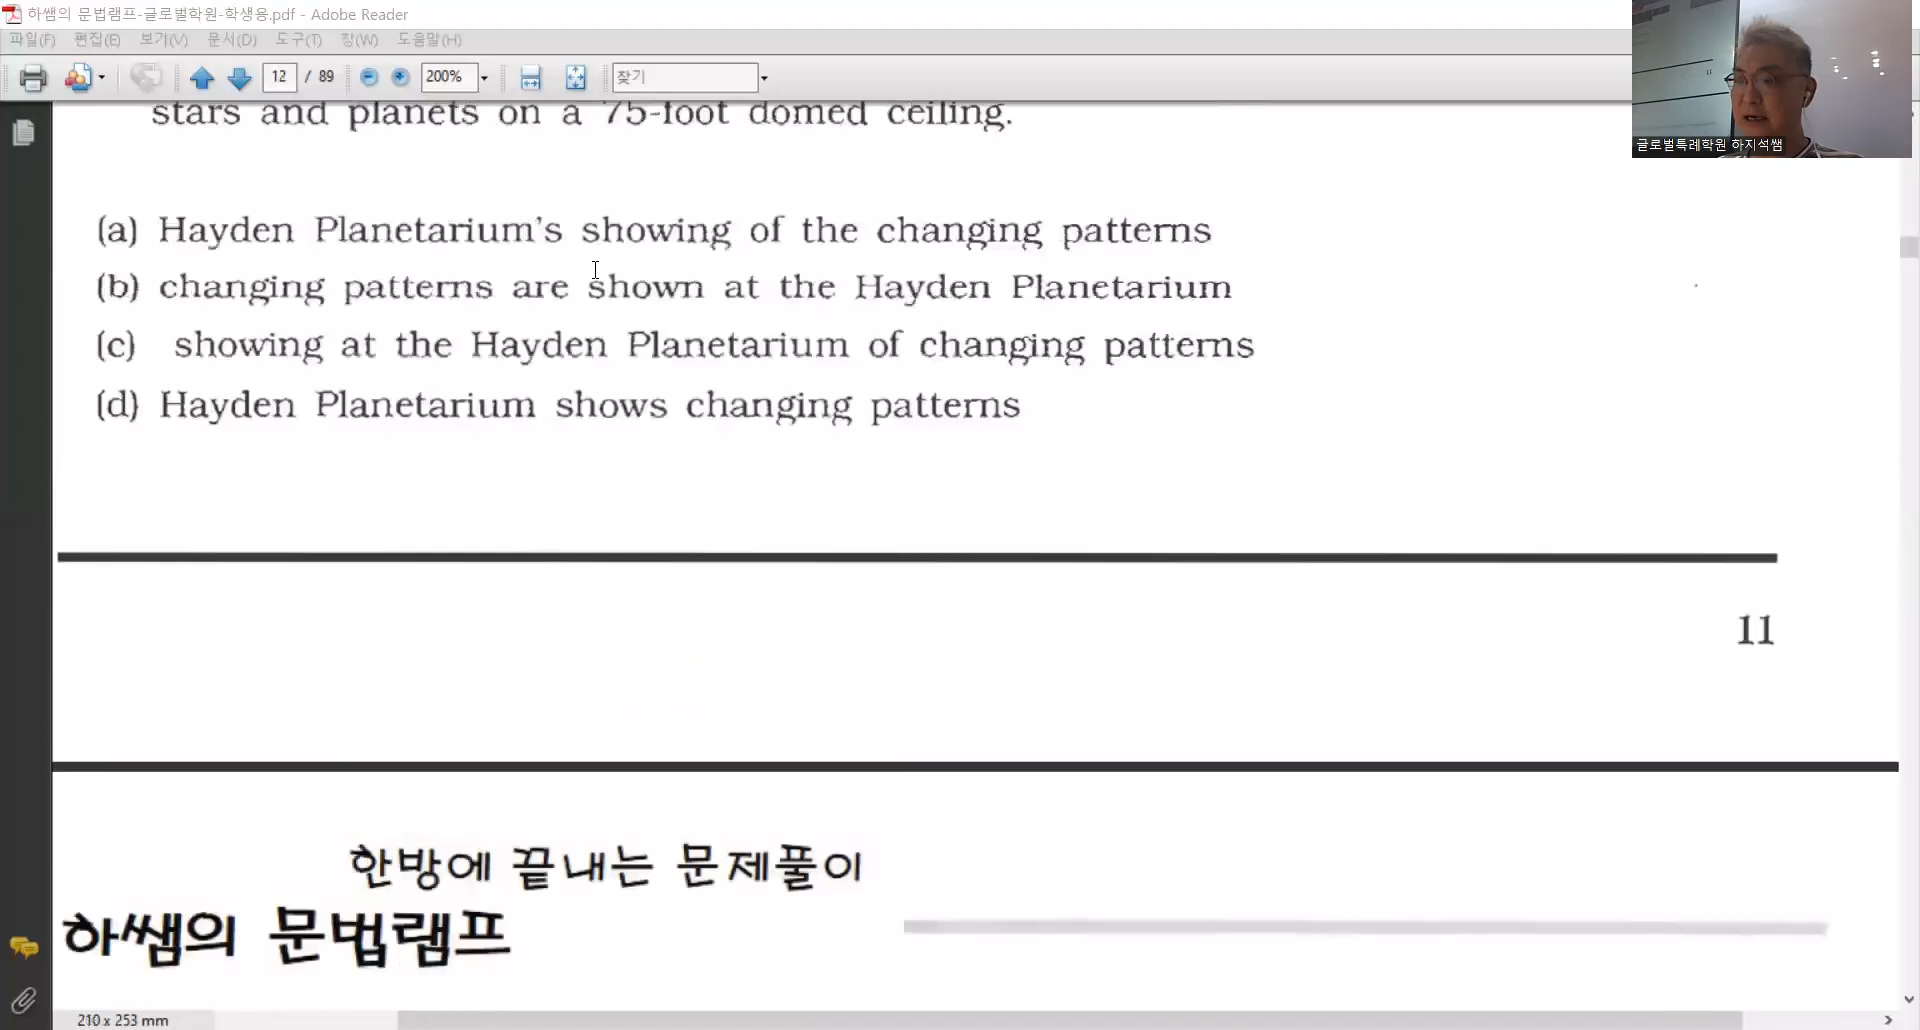 하쌤의 문법램프-글로벌학원-학생용.pdf - Adobe Reader
파일(F) 편집(E) 보기(V) 문서(D) 도구(T) 창(W) 도움말(H)
12 / 89 200% 찾기
글로벌특례학원 하지석쌤
stars and planets on a 75-foot domed ceiling.
(a) Hayden Planetarium's showing of the changing patterns
(b) changing patterns are shown at the Hayden Planetarium
(c) showing at the Hayden Planetarium of changing patterns
(d) Hayden Planetarium shows changing patterns
11
한방에 끝내는 문제풀이
하쌤의 문법램프
210 x 253 mm